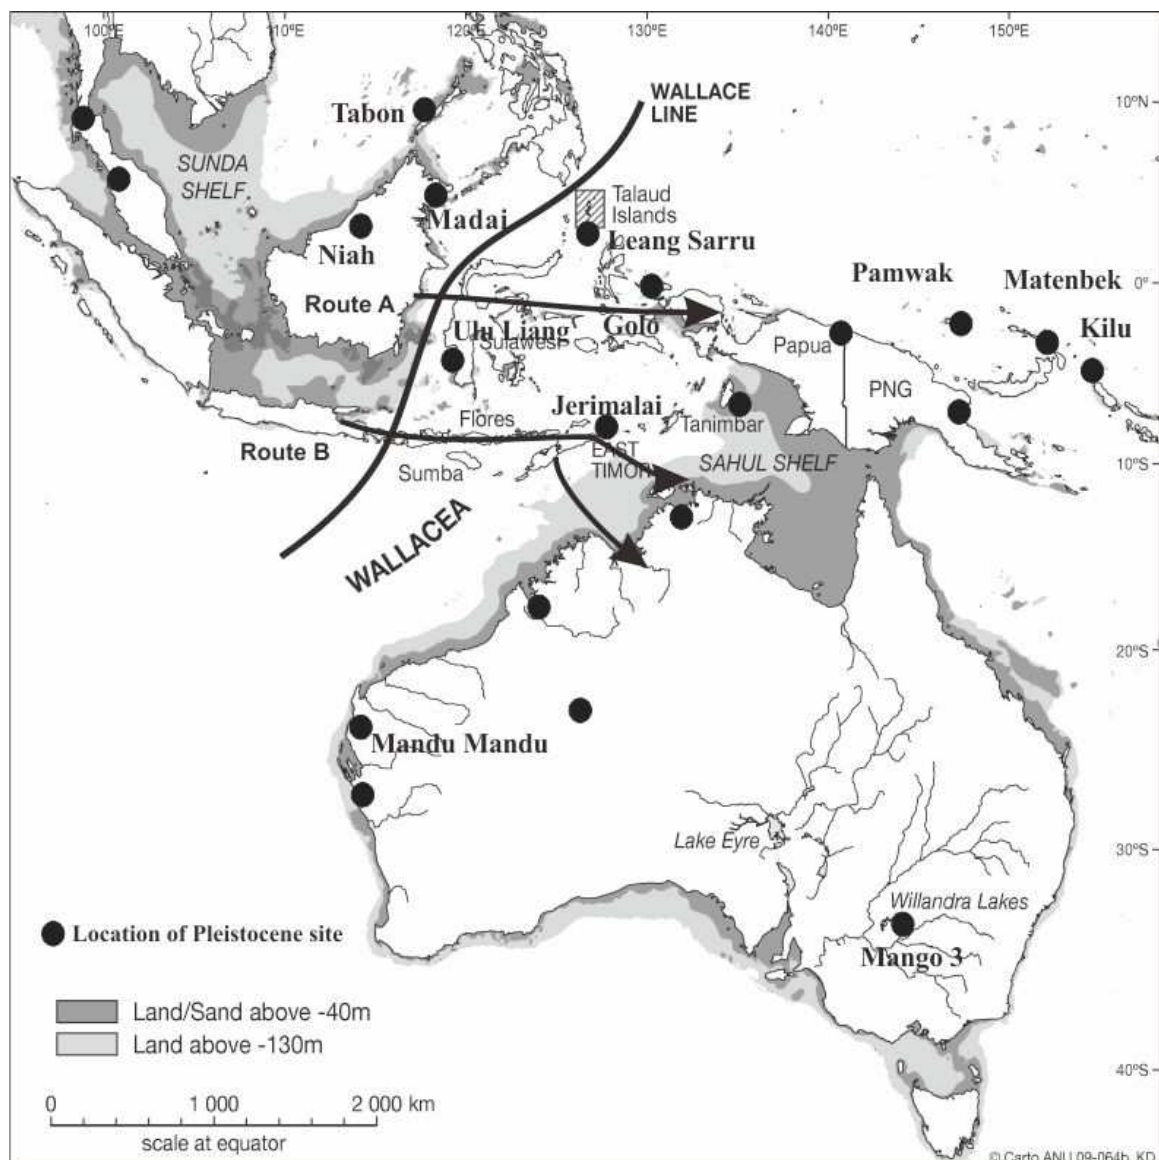 100°E 110°E 120°E 130°E 140°E 150°E
WALLACE
LINE
10°N
Tabon
SUNDA
SHELF
Talaud
Islands
Madai
Niah
Leang Sarru
Pamwak
Matenbek
0°
Route A
Golo
Kilu
Ulu Liang
Sulawesi
Papua
PNG
Jerimalai
Flores
Tanimbar
Route B
EAST
TIMOR
SAHUL SHELF
10°S
Sumba
WALLACEA
20°S
Mandu Mandu
Lake Eyre
30°S
Willandra Lakes
Location of Pleistocene site
Mango 3
Land/Sand above -40m
Land above -130m
40°S
0 1 000 2 000 km
scale at equator
© Carto ANU 09-064b KD